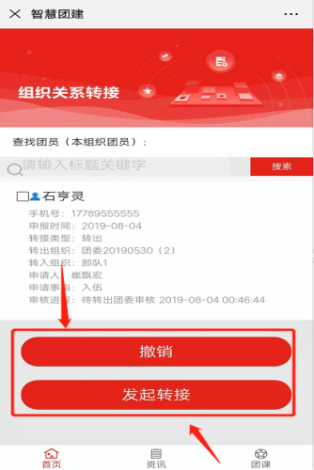 智慧团建
组织关系转接
查找团员（本组织团员）：
请输入标题关键字
搜索
石亨灵
手机号：17789555555
申报时间：2019-08-04
转接类型：转出
转出组织：团委20190530（2）
转入组织：部队1
申请人：崔飘宏
申请事由：入伍
审核进度：待转出团委审核 2019-08-04 00:46:44
撤销
发起转接
首页
资讯
团课